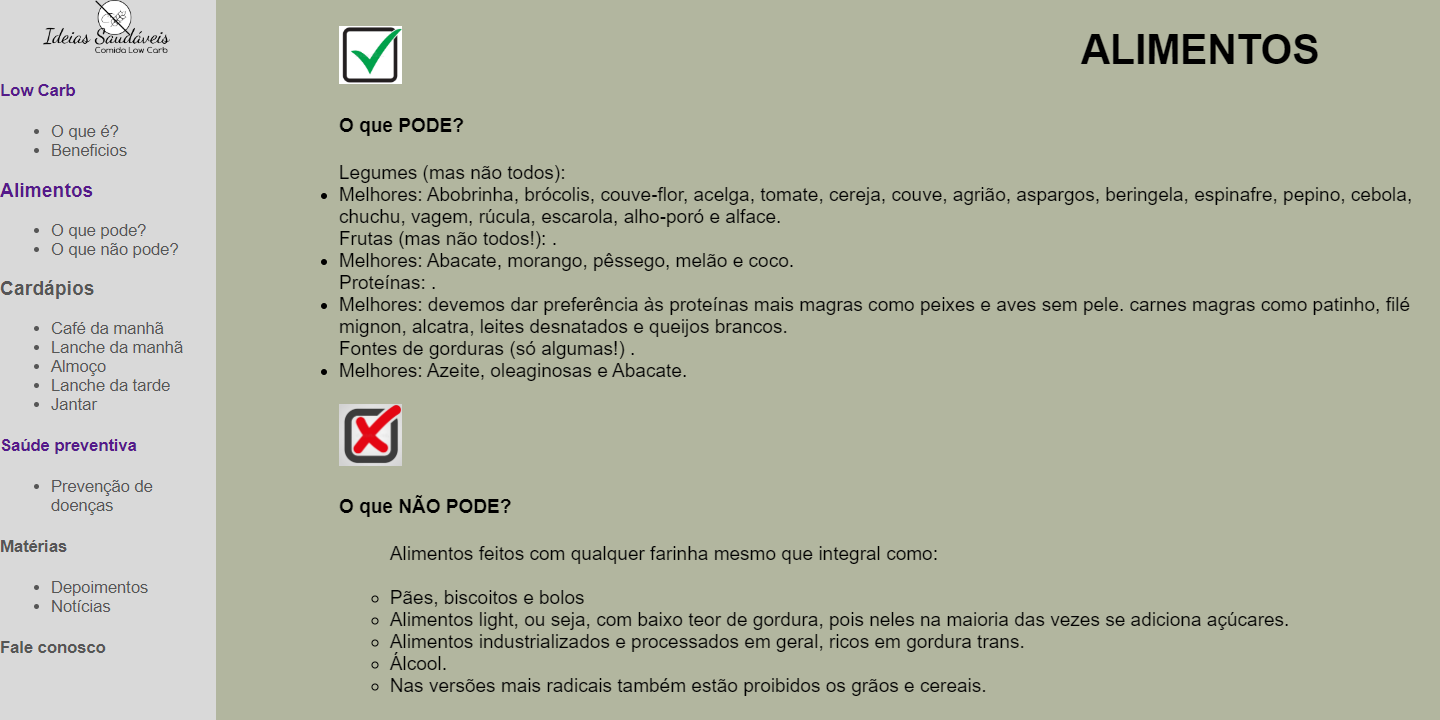 Ideias Saudáveis
Comida Low Carb
Low Carb
O que é?
Beneficios
Alimentos
O que pode?
O que não pode?
Cardápios
Café da manhã
Lanche da manhã
Almoço
Lanche da tarde
Jantar
Saúde preventiva
Prevenção de
doenças
Matérias
Depoimentos
Notícias
Fale conosco
ALIMENTOS
O que PODE?
Legumes (mas não todos):
Melhores: Abobrinha, brócolis, couve-flor, acelga, tomate, cereja, couve, agrião, aspargos, beringela, espinafre, pepino, cebola,
chuchu, vagem, rúcula, escarola, alho-poró e alface.
Frutas (mas não todos!): .
Melhores: Abacate, morango, pêssego, melão e coco.
Proteínas: .
Melhores: devemos dar preferência às proteínas mais magras como peixes e aves sem pele. carnes magras como patinho, filé
mignon, alcatra, leites desnatados e queijos brancos.
Fontes de gorduras (só algumas!) .
Melhores: Azeite, oleaginosas e Abacate.
O que NÃO PODE?
Alimentos feitos com qualquer farinha mesmo que integral como:
Pães, biscoitos e bolos
Alimentos light, ou seja, com baixo teor de gordura, pois neles na maioria das vezes se adiciona açúcares.
Alimentos industrializados e processados em geral, ricos em gordura trans.
Álcool.
Nas versões mais radicais também estão proibidos os grãos e cereais.